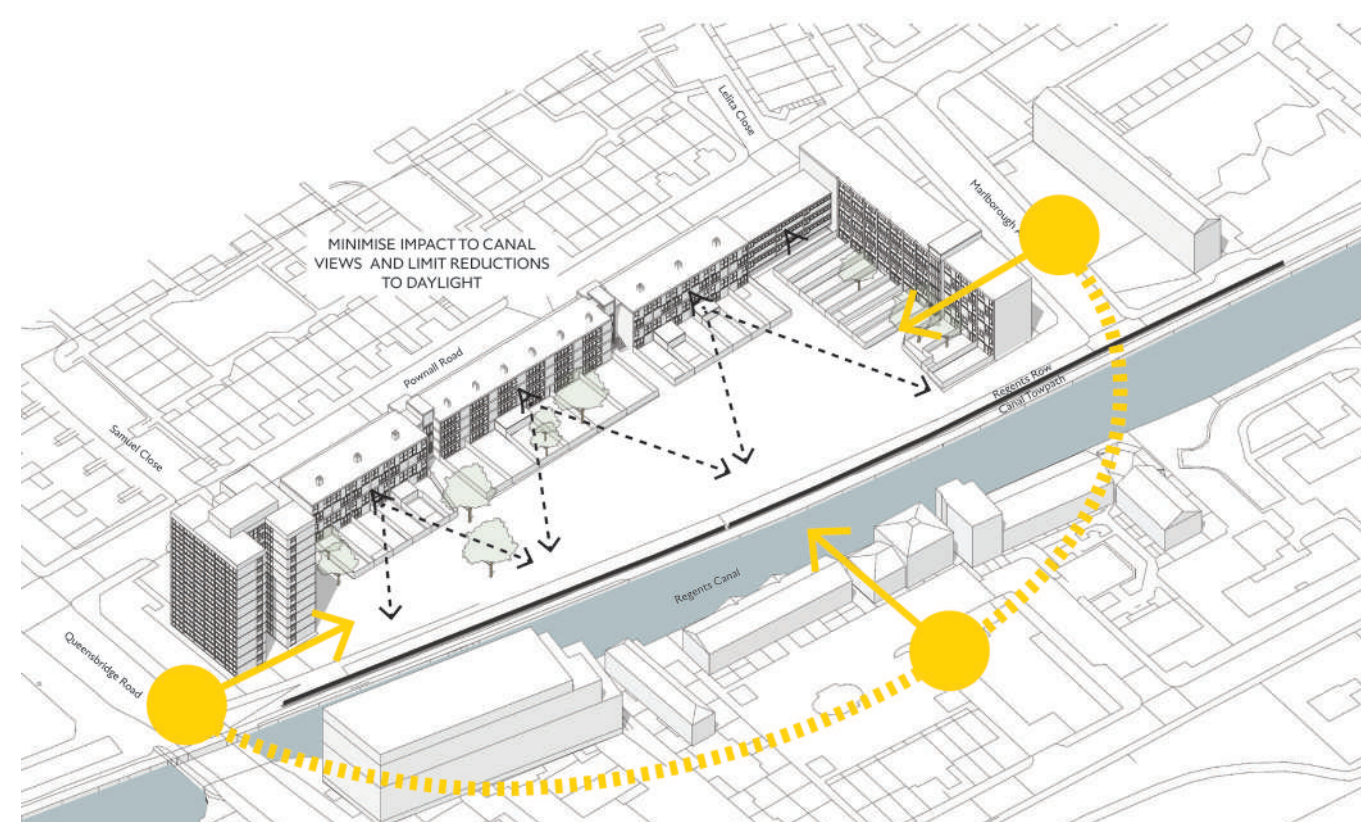 Lelita Close
Marlborough
MINIMISE IMPACT TO CANAL
VIEWS AND LIMIT REDUCTIONS
TO DAYLIGHT
Pownall Road
Samuel Close
Regents Row
Canal Towpath
Regents Canal
Queensbridge Road